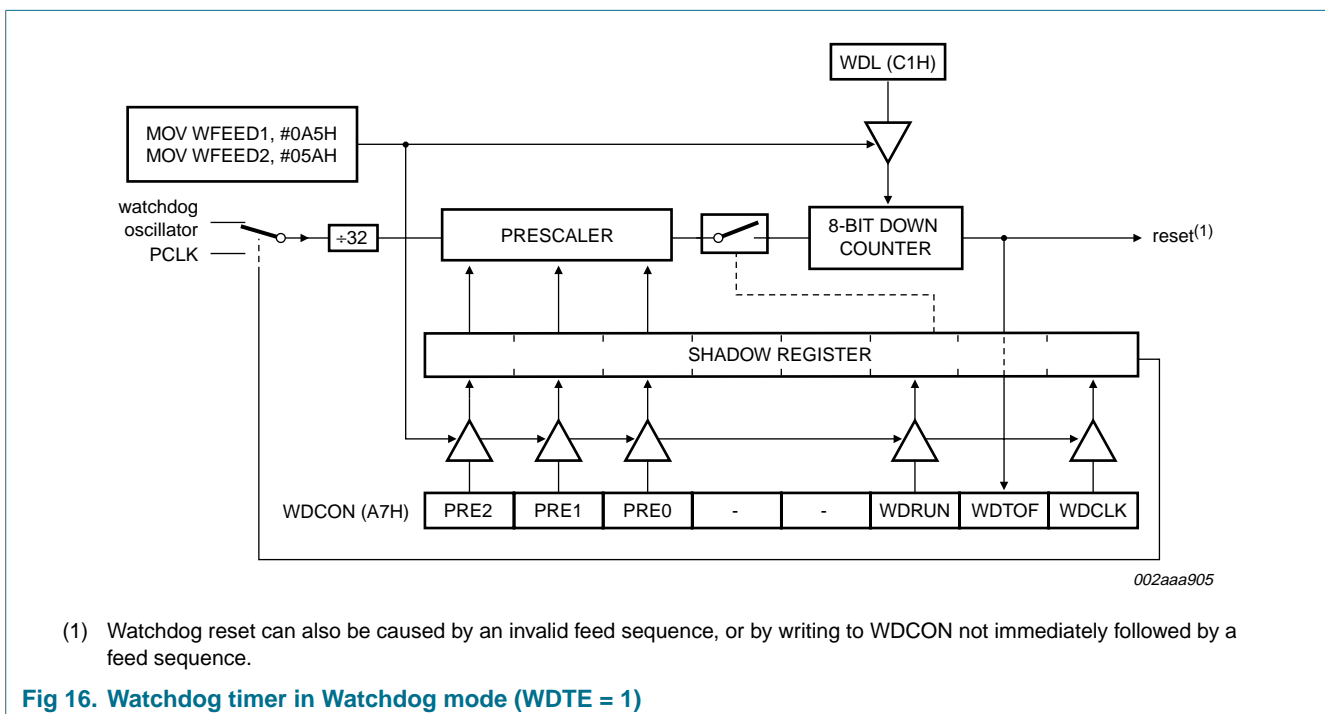 WDL (C1H)
MOV WFEED1, #0A5H
MOV WFEED2, #05AH
watchdog
oscillator
PCLK
÷32
PRESCALER
8-BIT DOWN
COUNTER
reset(1)
SHADOW REGISTER
WDCON (A7H)
PRE2
PRE1
PRE0
-
-
WDRUN
WDTOF
WDCLK
002aaa905
(1) Watchdog reset can also be caused by an invalid feed sequence, or by writing to WDCON not immediately followed by a
feed sequence.
Fig 16. Watchdog timer in Watchdog mode (WDTE = 1)